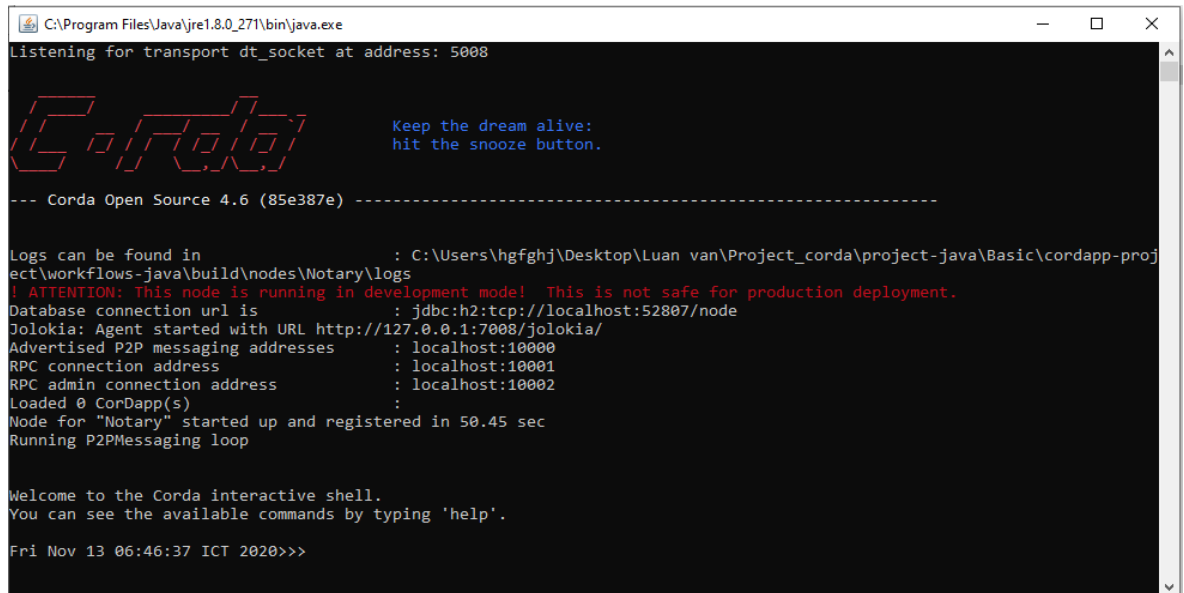 C:\Program Files\Java\jre1.8.0_271\bin\java.exe
Listening for transport dt_socket at address: 5008
Corda
Keep the dream alive:
hit the snooze button.
--- Corda Open Source 4.6 (85e387e) -------------------------------------------------------------
Logs can be found in                    : C:\Users\hgfghj\Desktop\Luan van\Project_corda\project-java\Basic\cordapp-proj
ect\workflows-java\build\nodes\Notary\logs
! ATTENTION: This node is running in development mode!  This is not safe for production deployment.
Database connection url is              : jdbc:h2:tcp://localhost:52807/node
Jolokia: Agent started with URL http://127.0.0.1:7008/jolokia/
Advertised P2P messaging addresses      : localhost:10000
RPC connection address                  : localhost:10001
RPC admin connection address            : localhost:10002
Loaded 0 CorDapp(s)                     :
Node for "Notary" started up and registered in 50.45 sec
Running P2PMessaging loop
Welcome to the Corda interactive shell.
You can see the available commands by typing 'help'.
Fri Nov 13 06:46:37 ICT 2020>>>